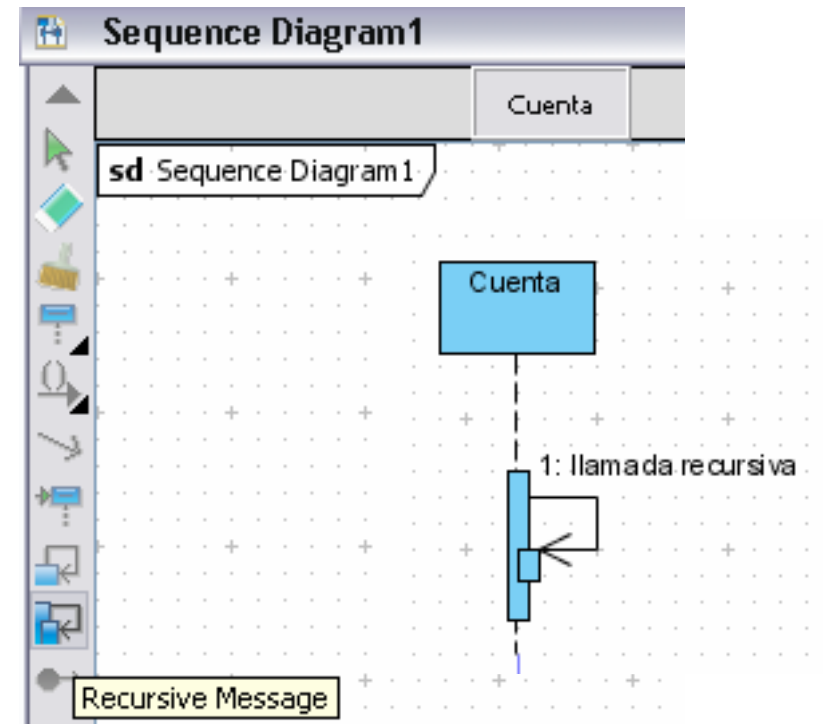 Sequence Diagram1
Cuenta
sd Sequence Diagram1
Cuenta
1: llamada recursiva
Recursive Message